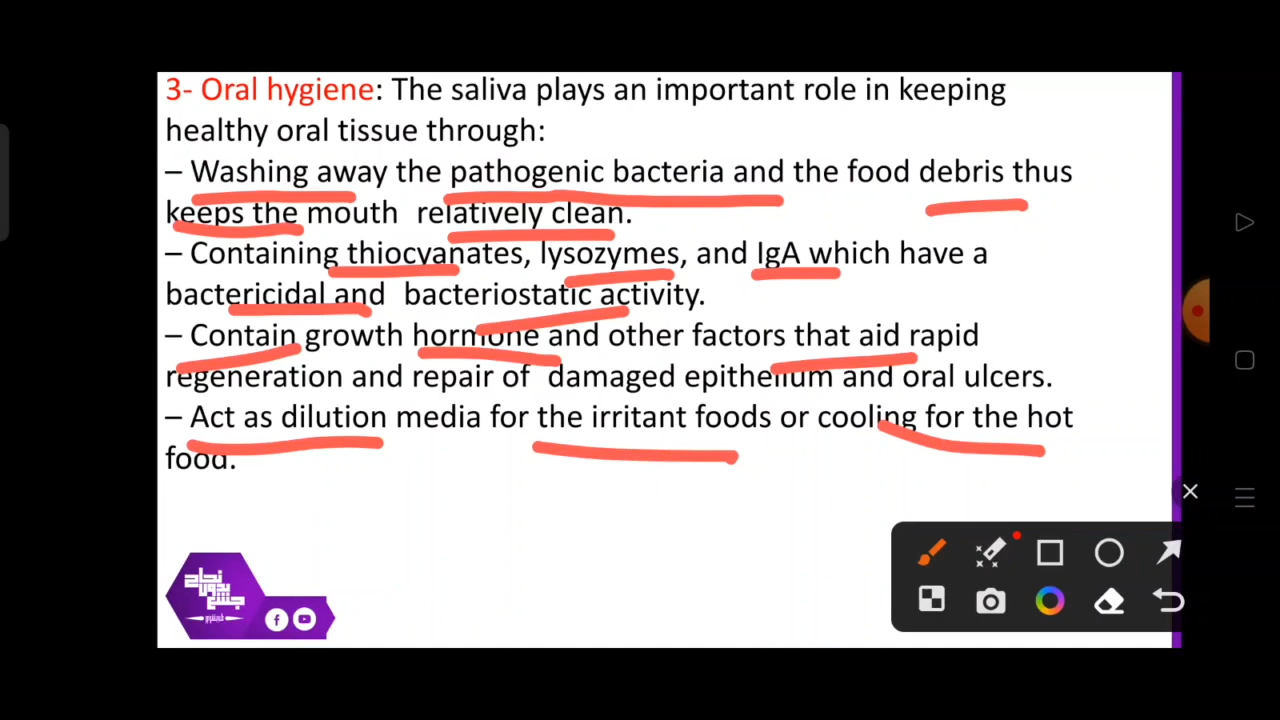 3- Oral hygiene: The saliva plays an important role in keeping
healthy oral tissue through:
– Washing away the pathogenic bacteria and the food debris thus
keeps the mouth relatively clean.
– Containing thiocyanates, lysozymes, and IgA which have a
bactericidal and bacteriostatic activity.
– Contain growth hormone and other factors that aid rapid
regeneration and repair of damaged epithelium and oral ulcers.
– Act as dilution media for the irritant foods or cooling for the hot
food.
نجاح
بدون